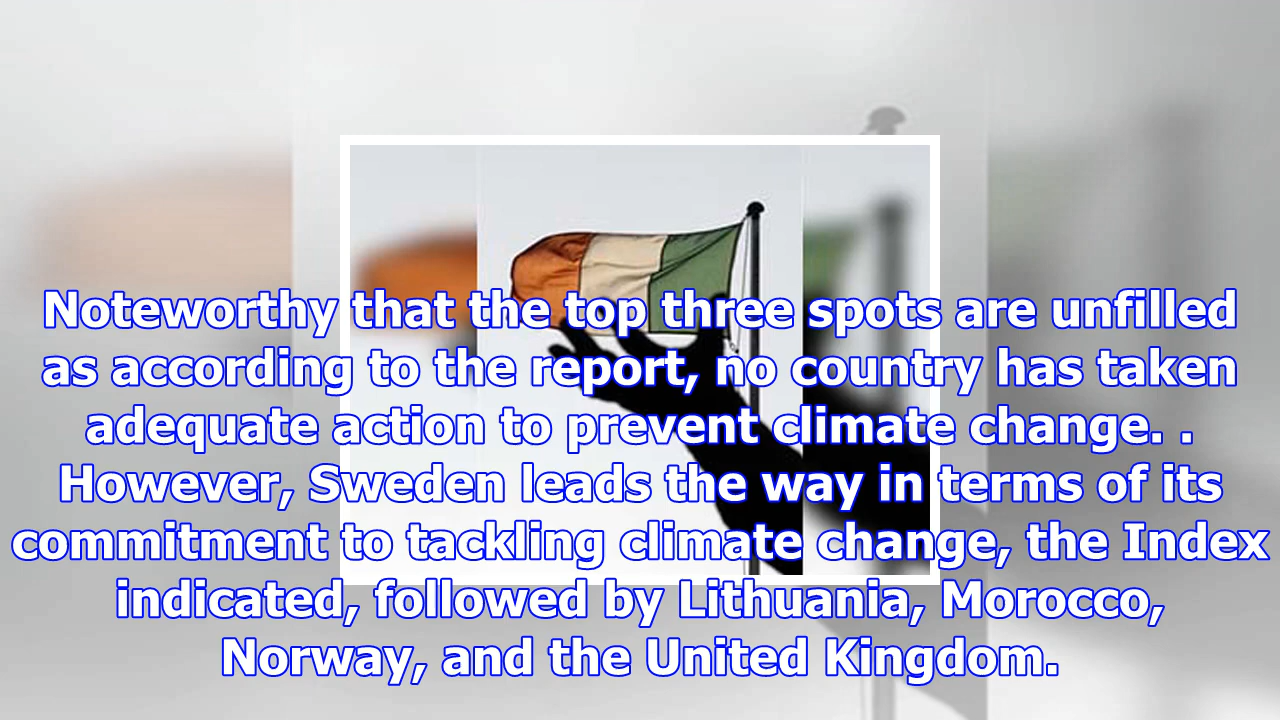 Noteworthy that the top three spots are unfilled
as according to the report, no country has taken
adequate action to prevent climate change. .
However, Sweden leads the way in terms of its
commitment to tackling climate change, the Index
indicated, followed by Lithuania, Morocco,
Norway, and the United Kingdom.